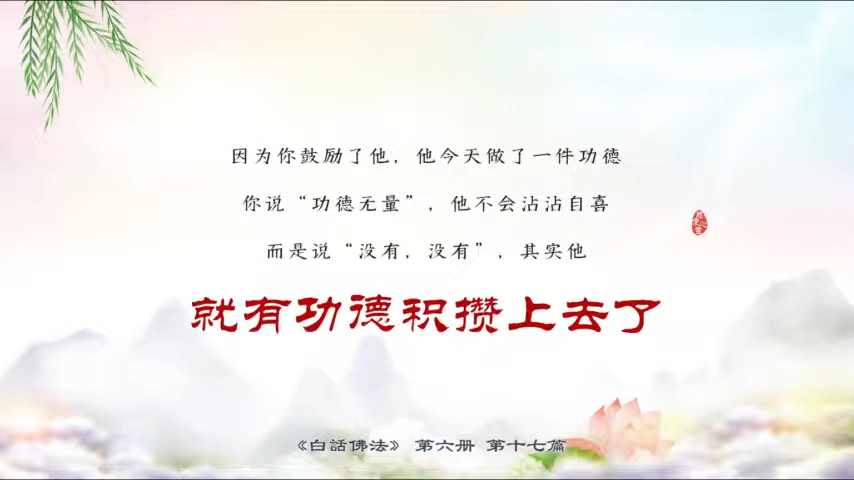 因为你鼓励了他，他今天做了一件功德
你说“功德无量”，他不会沾沾自喜
而是说“没有，没有”，其实他
就有功德积攒上去了
《白話佛法》 第六册 第十七篇